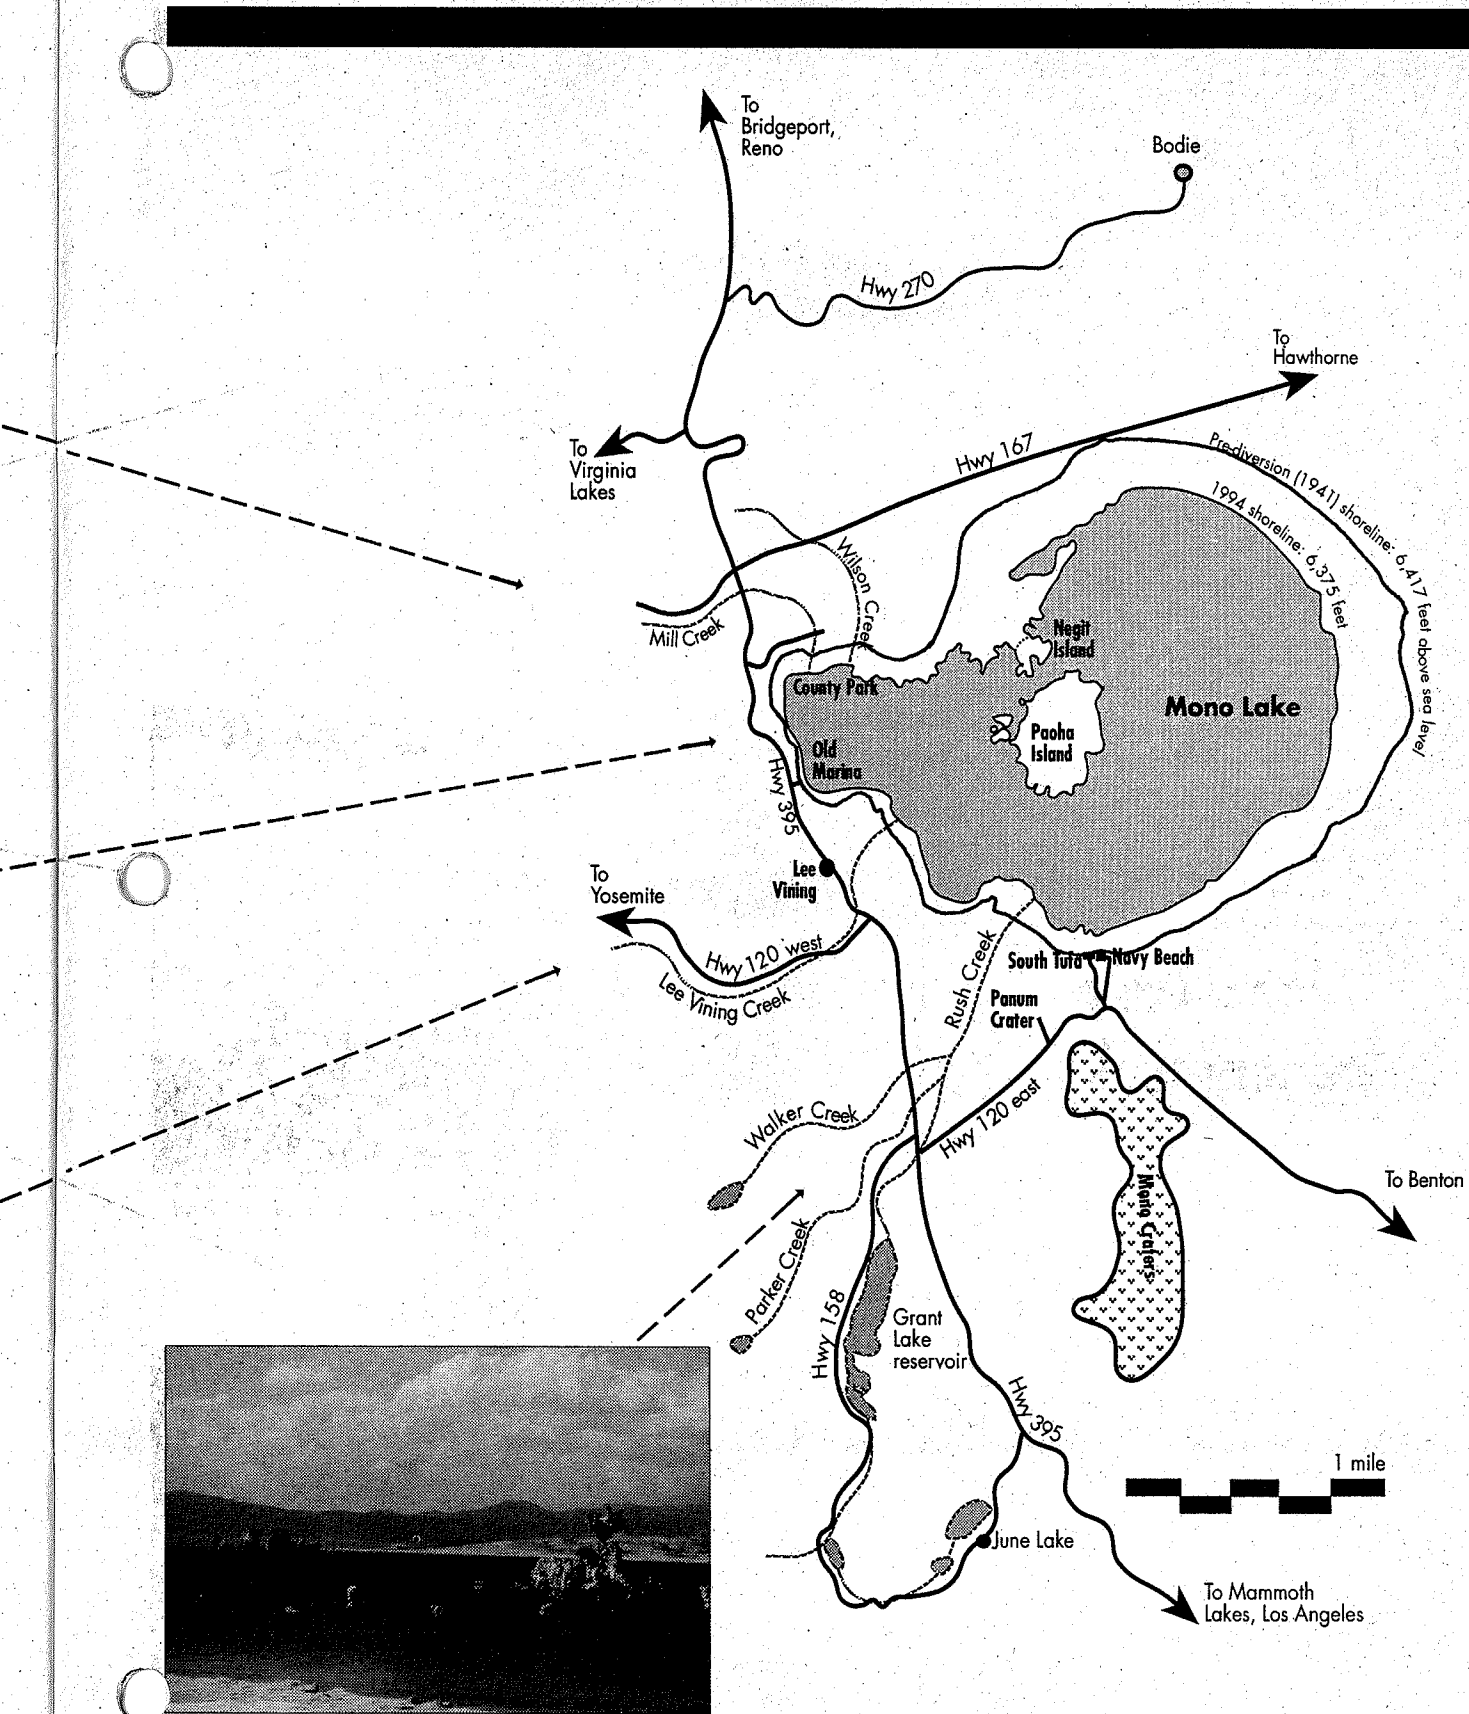 To
Bridgeport,
Reno
Bodie
Hwy 270
To
Hawthorne
To
Virginia
Lakes
Hwy 167
Pre-diversion (1941) shoreline: 6,417 feet above sea level
1994 shoreline: 6,375 feet
Wilson Creek
Mill Creek
Negit
Island
County Park
Mono Lake
Paoha
Island
Old
Marina
Hwy 395
Lee
Vining
To
Yosemite
Hwy 120 west
Lee Vining Creek
Rush Creek
South Tufa
Navy Beach
Panum
Crater
Hwy 120 east
Walker Creek
To Benton
Mono Craters
Parker Creek
Hwy 158
Grant
Lake
reservoir
Hwy 395
1 mile
June Lake
To Mammoth
Lakes, Los Angeles